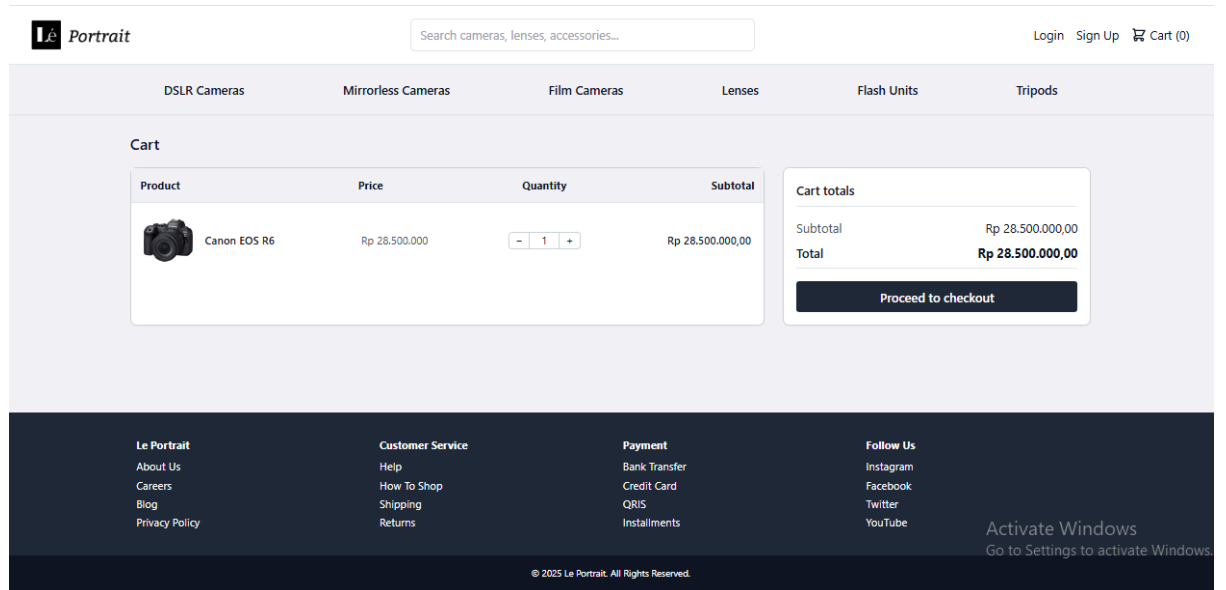 Lé Portrait
Search cameras, lenses, accessories...
Login Sign Up Cart (0)
DSLR Cameras Mirrorless Cameras Film Cameras Lenses Flash Units Tripods
Cart
Product Price Quantity Subtotal
Canon EOS R6 Rp 28.500.000 - 1 + Rp 28.500.000,00
Cart totals
Subtotal Rp 28.500.000,00
Total Rp 28.500.000,00
Proceed to checkout
Le Portrait
About Us
Careers
Blog
Privacy Policy
Customer Service
Help
How To Shop
Shipping
Returns
Payment
Bank Transfer
Credit Card
QRIS
Installments
Follow Us
Instagram
Facebook
Twitter
YouTube
Activate Windows
Go to Settings to activate Windows.
© 2025 Le Portrait. All Rights Reserved.